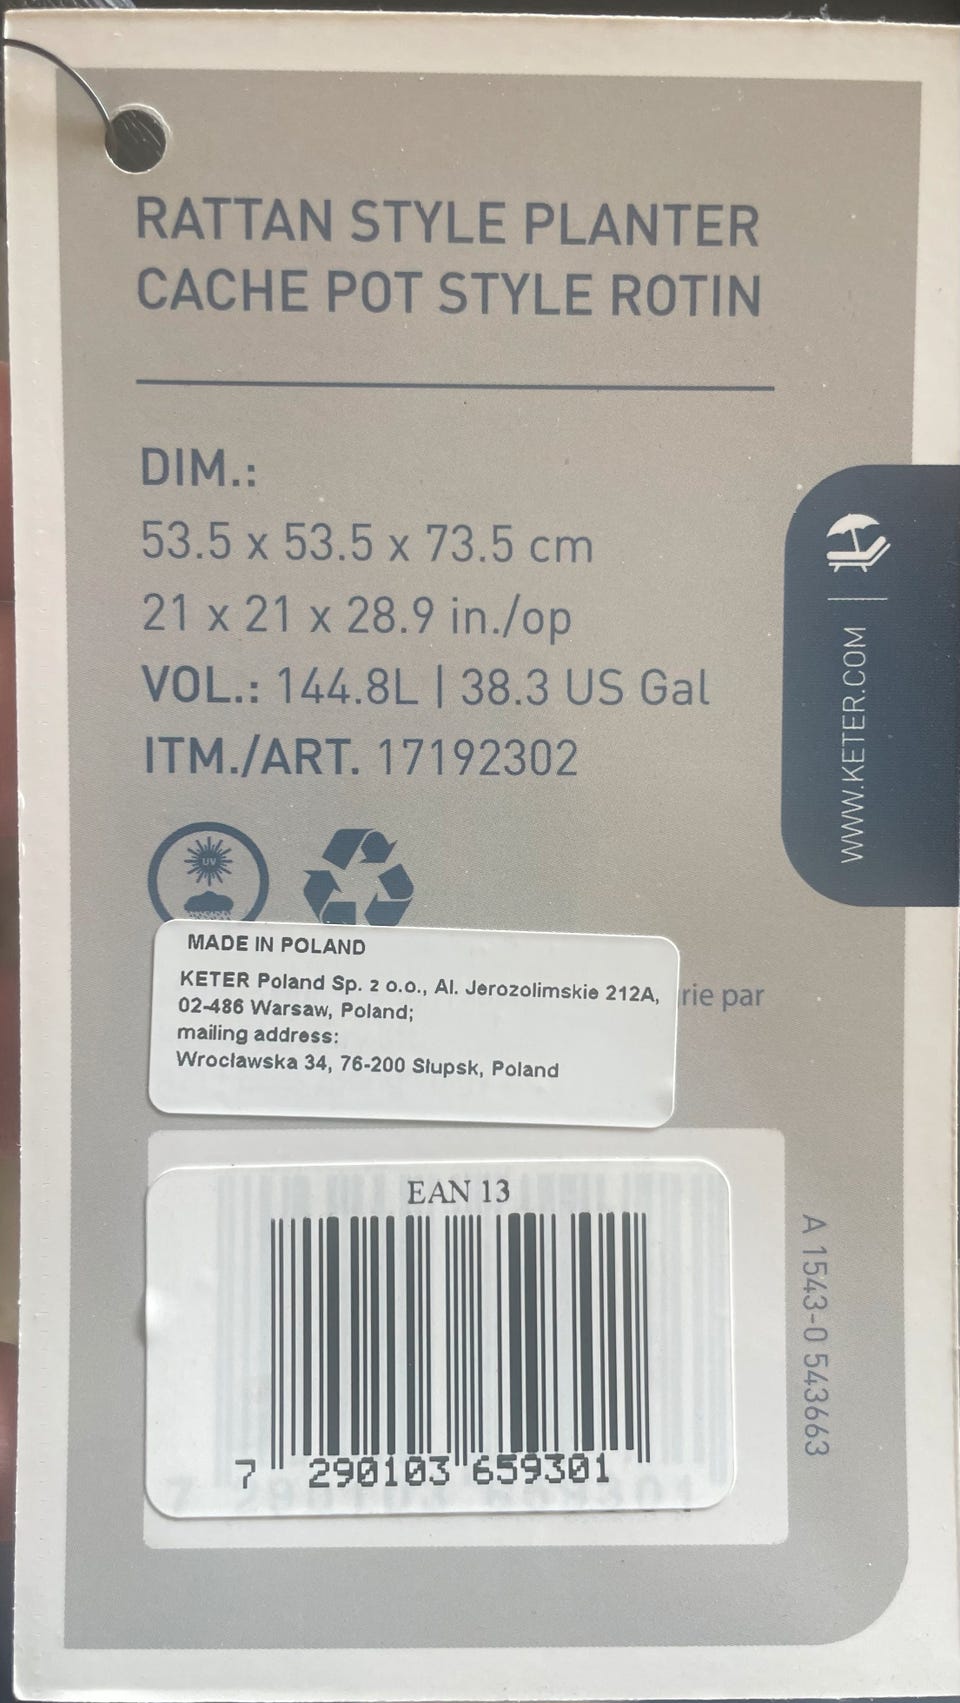 RATTAN STYLE PLANTER
CACHE POT STYLE ROTIN
DIM.:
53.5 x 53.5 x 73.5 cm
21 x 21 x 28.9 in./op
VOL.: 144.8L | 38.3 US Gal
ITM./ART. 17192302
WWW.KETER.COM
UV
MADE IN POLAND
KETER Poland Sp. z o.o., Al. Jerozolimskie 212A,
02-486 Warsaw, Poland;
mailing address:
Wrocławska 34, 76-200 Słupsk, Poland
rie par
EAN 13
7 290103 659301
A 1543-0 543663